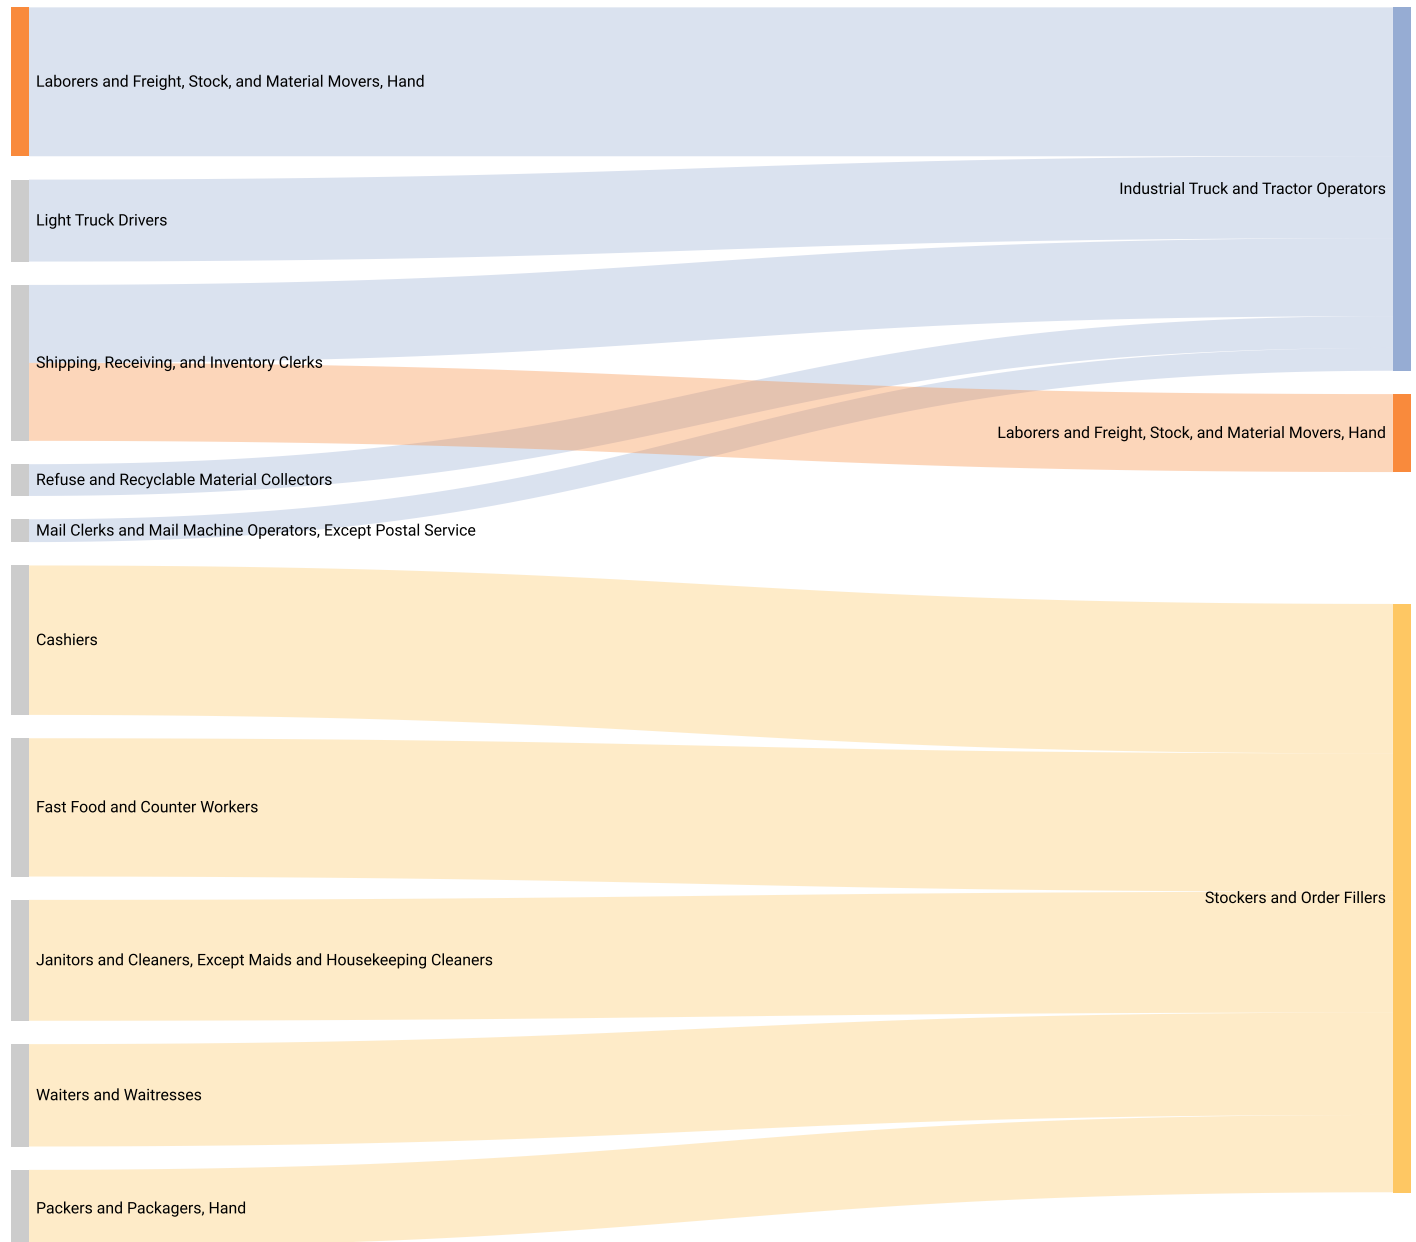 Laborers and Freight, Stock, and Material Movers, Hand
Industrial Truck and Tractor Operators
Light Truck Drivers
Shipping, Receiving, and Inventory Clerks
Laborers and Freight, Stock, and Material Movers, Hand
Refuse and Recyclable Material Collectors
Mail Clerks and Mail Machine Operators, Except Postal Service
Cashiers
Fast Food and Counter Workers
Stockers and Order Fillers
Janitors and Cleaners, Except Maids and Housekeeping Cleaners
Waiters and Waitresses
Packers and Packagers, Hand